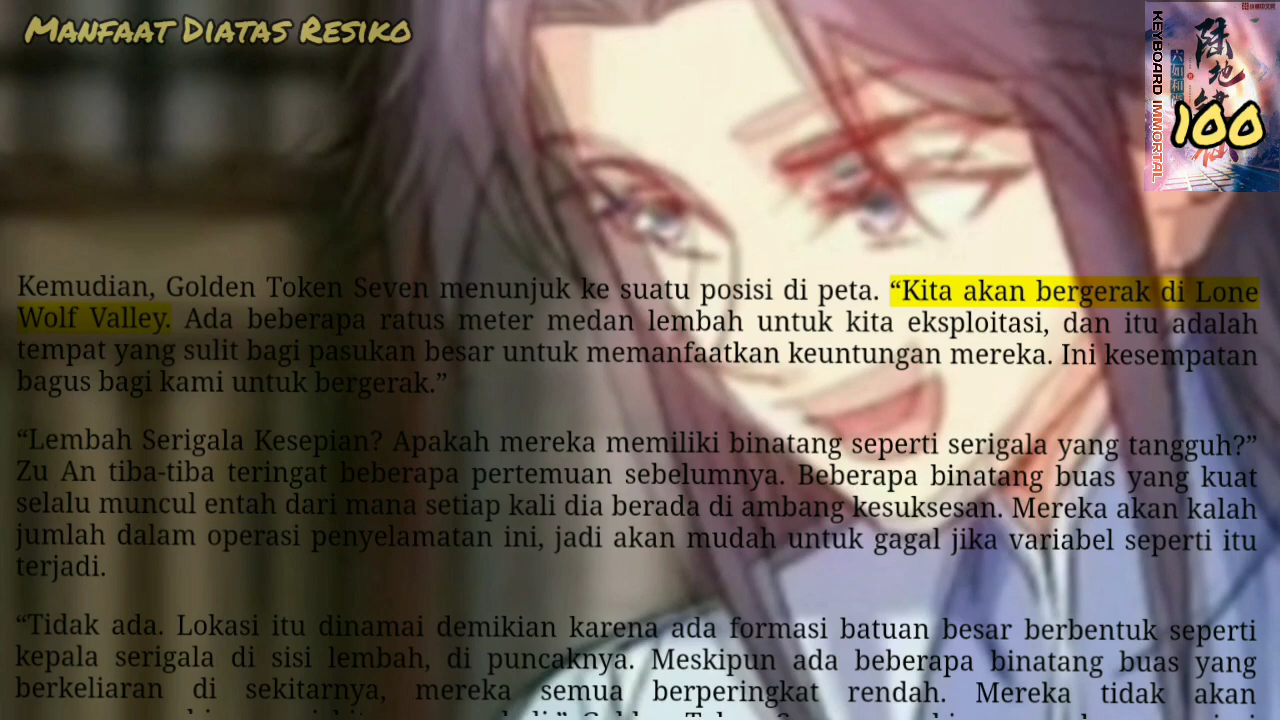 Manfaat Diatas Resiko
KEYBOARD IMMORTAL
陆地
100
Kemudian, Golden Token Seven menunjuk ke suatu posisi di peta. “Kita akan bergerak di Lone
Wolf Valley. Ada beberapa ratus meter medan lembah untuk kita eksploitasi, dan itu adalah
tempat yang sulit bagi pasukan besar untuk memanfaatkan keuntungan mereka. Ini kesempatan
bagus bagi kami untuk bergerak.”
“Lembah Serigala Kesepian? Apakah mereka memiliki binatang seperti serigala yang tangguh?”
Zu An tiba-tiba teringat beberapa pertemuan sebelumnya. Beberapa binatang buas yang kuat
selalu muncul entah dari mana setiap kali dia berada di ambang kesuksesan. Mereka akan kalah
jumlah dalam operasi penyelamatan ini, jadi akan mudah untuk gagal jika variabel seperti itu
terjadi.
“Tidak ada. Lokasi itu dinamai demikian karena ada formasi batuan besar berbentuk seperti
kepala serigala di sisi lembah, di puncaknya. Meskipun ada beberapa binatang buas yang
berkeliaran di sekitarnya, mereka semua berperingkat rendah. Mereka tidak akan